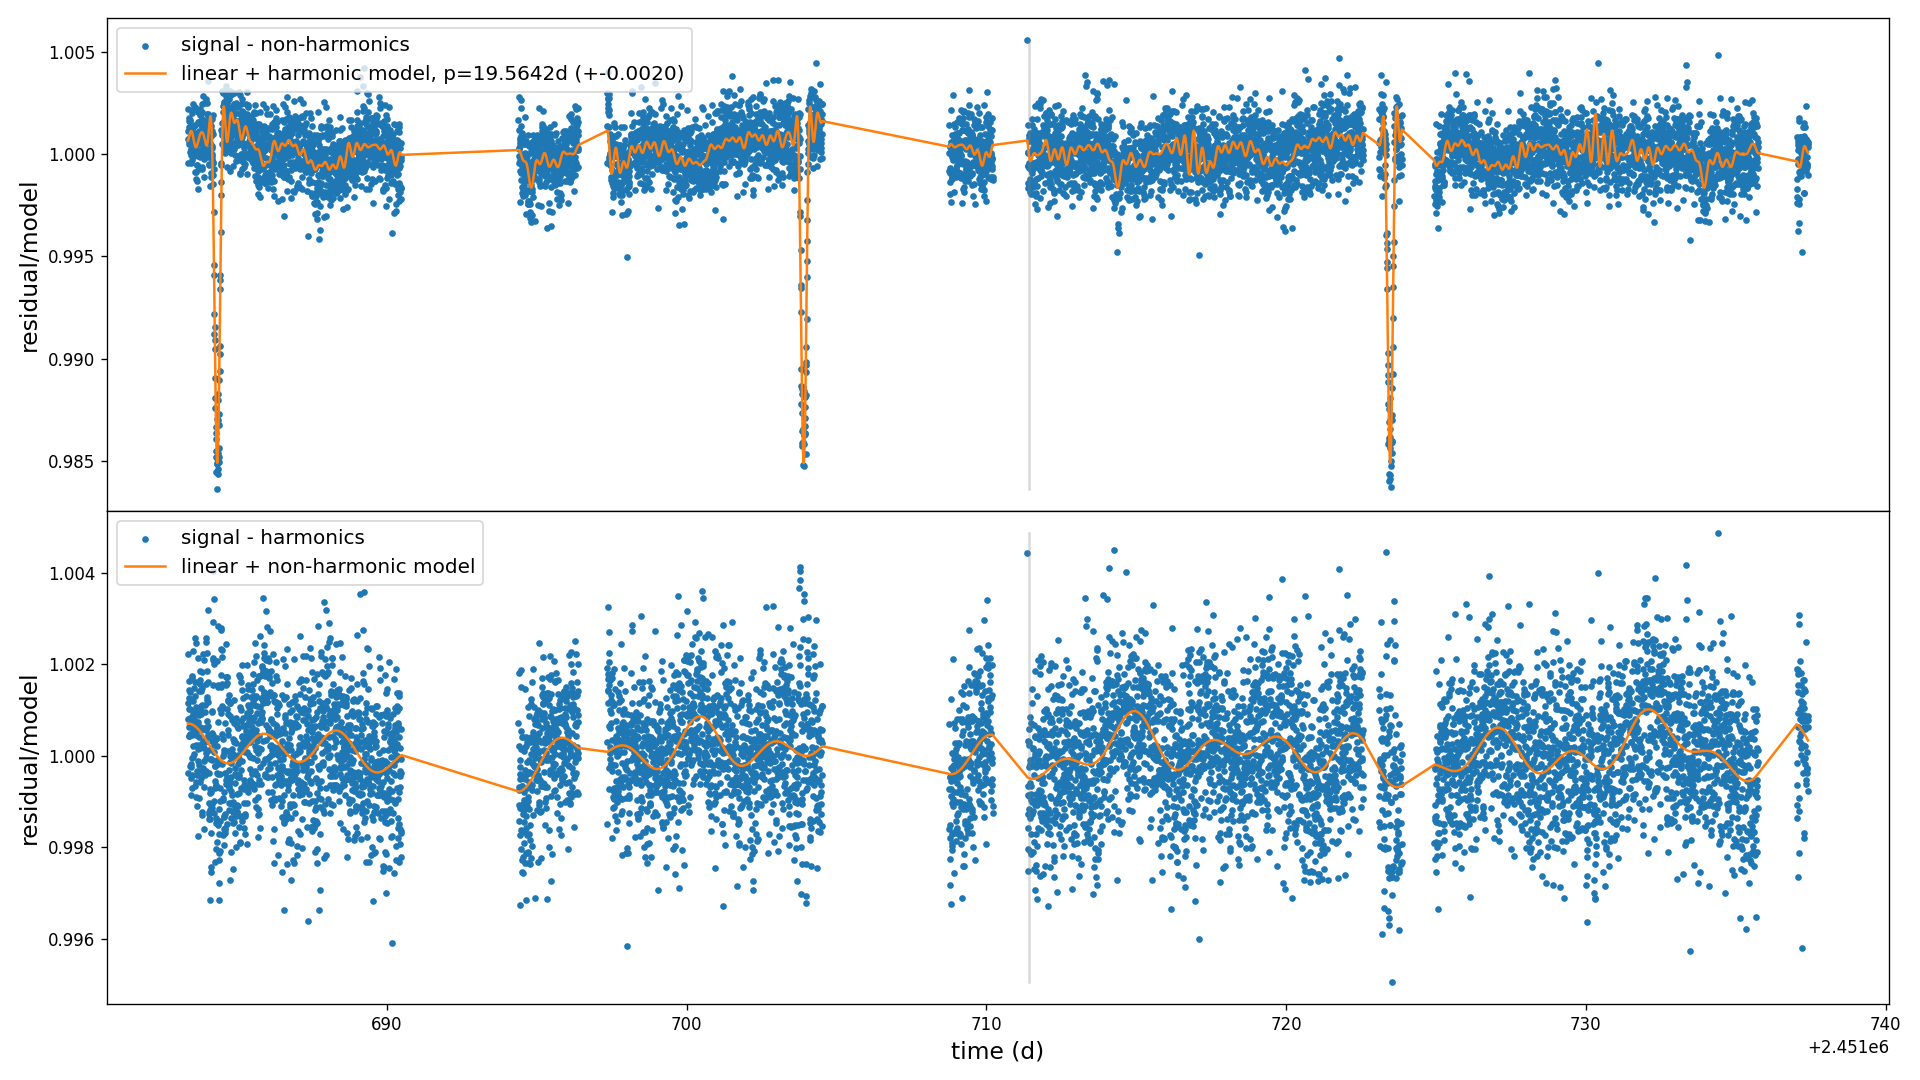 signal - non-harmonics
linear + harmonic model, p=19.5642d (+-0.0020)
1.005
1.000
0.995
0.990
0.985
residual/model
signal - harmonics
linear + non-harmonic model
1.004
1.002
1.000
0.998
0.996
residual/model
690
700
710
720
730
740
time (d)
+2.451e6